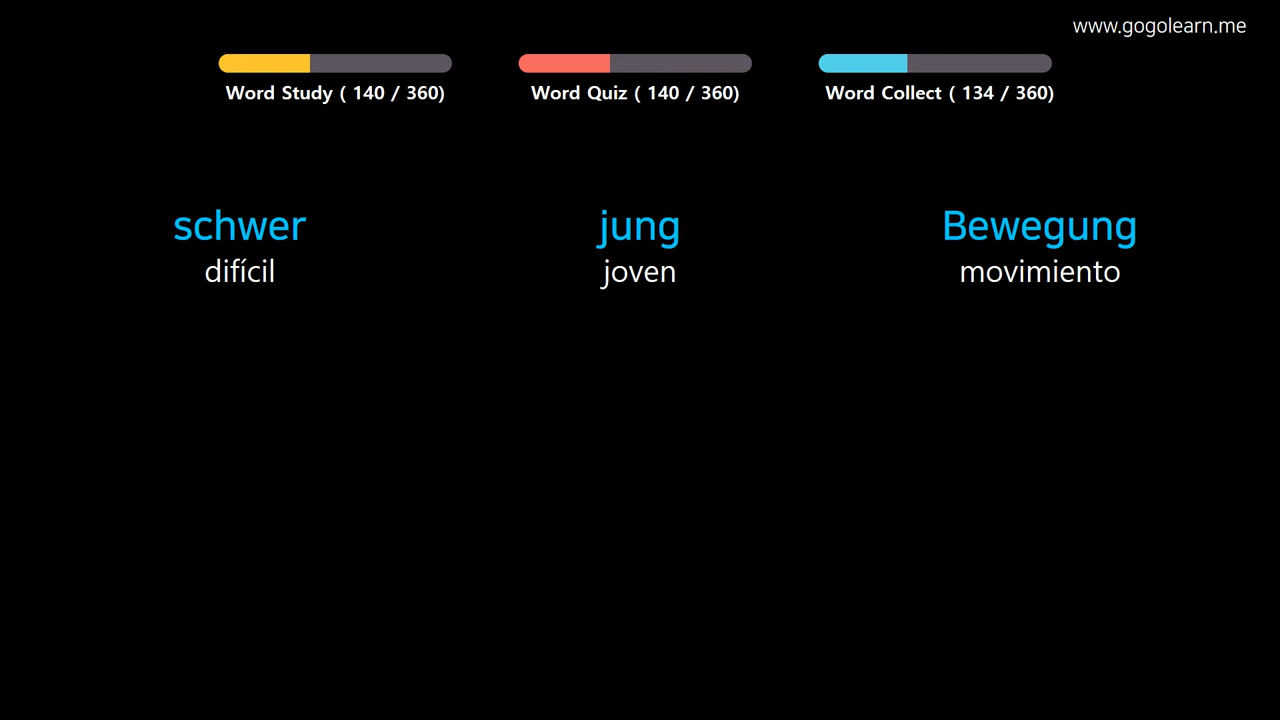 www.gogolearn.me
Word Study ( 140 / 360)
Word Quiz ( 140 / 360)
Word Collect ( 134 / 360)
schwer
difícil
jung
joven
Bewegung
movimiento